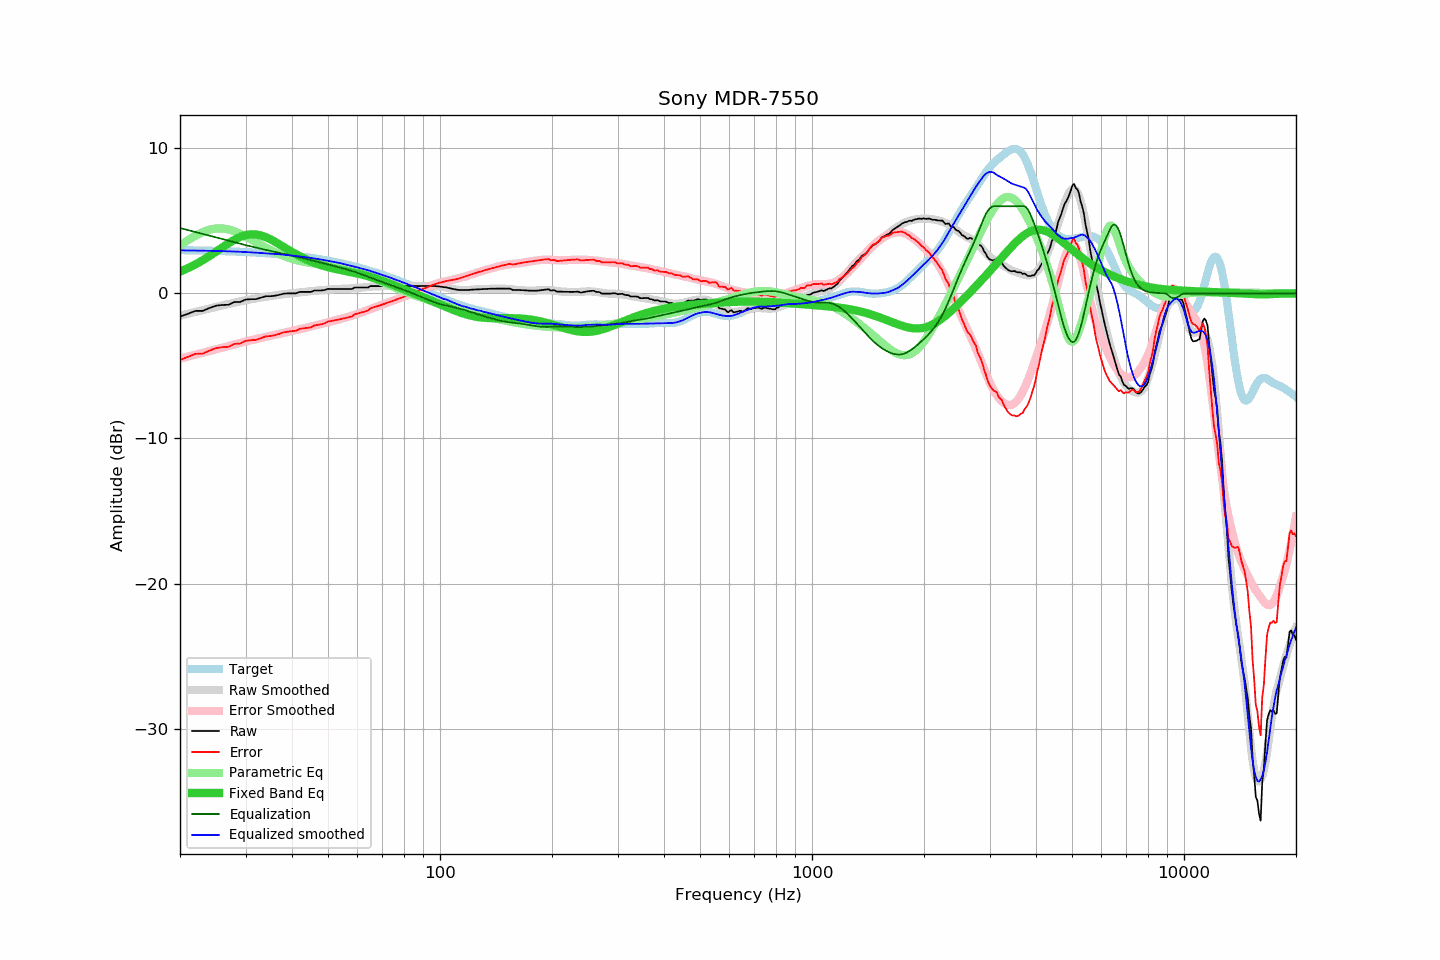 Sony MDR-7550
10
0
−10
−20
−30
Amplitude (dBr)
Target
Raw Smoothed
Error Smoothed
Raw
Error
Parametric Eq
Fixed Band Eq
Equalization
Equalized smoothed
100
1000
10000
Frequency (Hz)